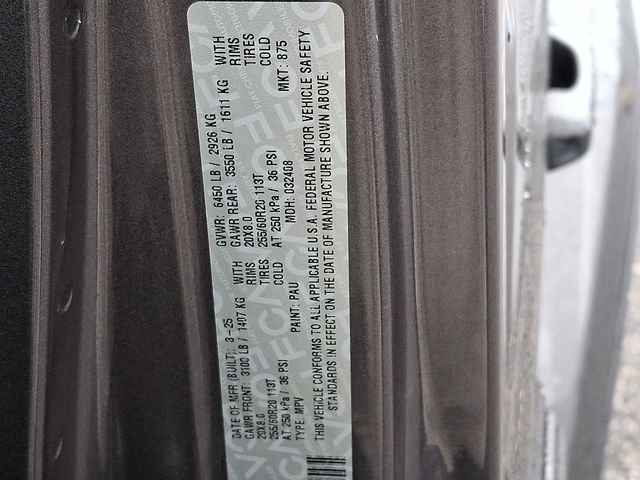 DATE OF MFR (BUILT): 3-25 GVWR: 6450 LB / 2926 KG
GAWR FRONT: 3100 LB / 1407 KG WITH GAWR REAR: 3550 LB / 1611 KG WITH
20X8.0 RIMS 20X8.0 RIMS
255/60R20 113T TIRES 255/60R20 113T TIRES
AT 250 kPa / 36 PSI COLD AT 250 kPa / 36 PSI COLD
TYPE: MPV PAINT: PAU MDH: 032408 MKT: 875
THIS VEHICLE CONFORMS TO ALL APPLICABLE U.S.A. FEDERAL MOTOR VEHICLE SAFETY
STANDARDS IN EFFECT ON THE DATE OF MANUFACTURE SHOWN ABOVE.